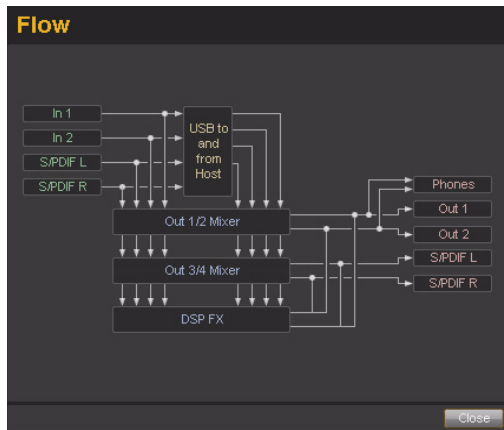 Flow
In 1
In 2
S/PDIF L
S/PDIF R
USB to
and
from
Host
Out 1/2 Mixer
Out 3/4 Mixer
DSP FX
Phones
Out 1
Out 2
S/PDIF L
S/PDIF R
Close